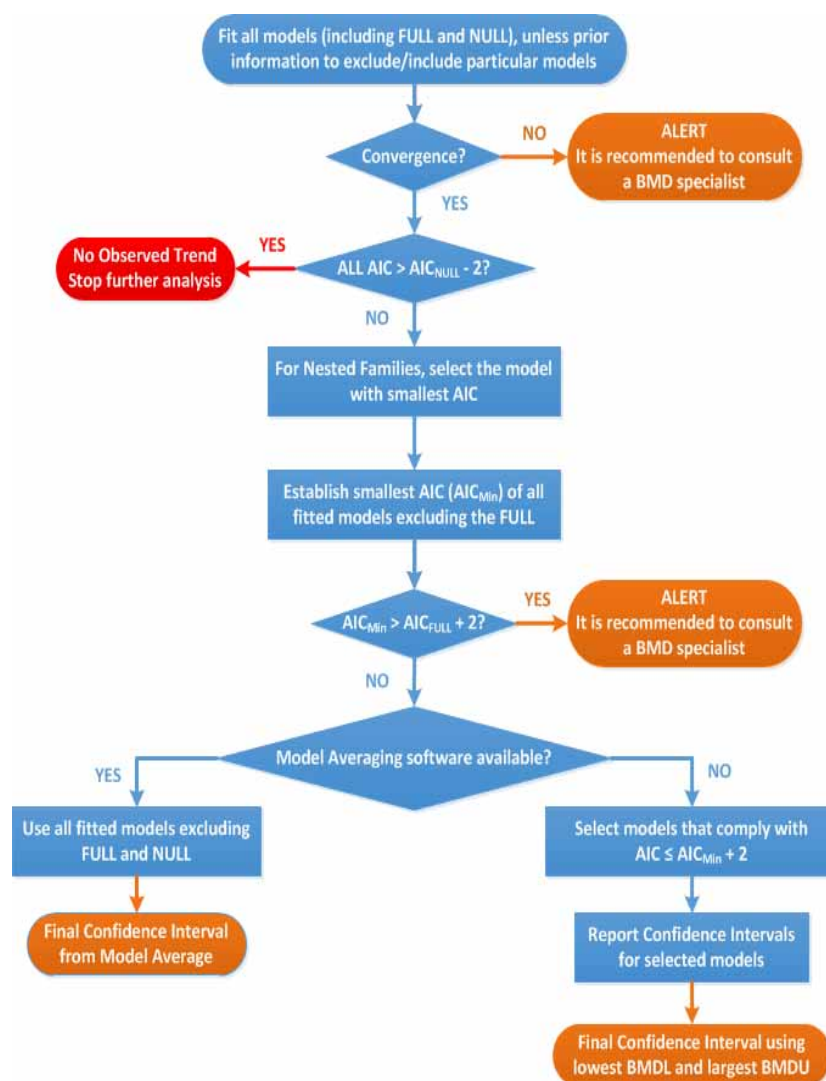 Fit all models (including FULL and NULL), unless prior
information to exclude/include particular models
Convergence?
NO
ALERT
It is recommended to consult
a BMD specialist
YES
ALL AIC > AIC_NULL - 2?
YES
No Observed Trend
Stop further analysis
NO
For Nested Families, select the model
with smallest AIC
Establish smallest AIC (AIC_Min) of all
fitted models excluding the FULL
AIC_Min > AIC_FULL + 2?
YES
ALERT
It is recommended to consult
a BMD specialist
NO
Model Averaging software available?
YES
Use all fitted models excluding
FULL and NULL
Final Confidence Interval
from Model Average
NO
Select models that comply with
AIC ≤ AIC_Min + 2
Report Confidence Intervals
for selected models
Final Confidence Interval using
lowest BMDL and largest BMDU